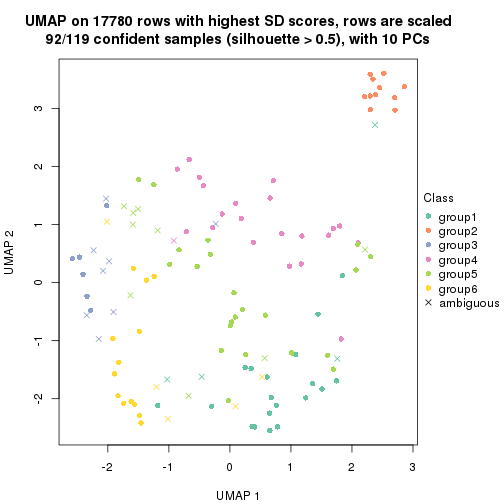 UMAP on 17780 rows with highest SD scores, rows are scaled
92/119 confident samples (silhouette > 0.5), with 10 PCs
3
2
1
0
-1
-2
UMAP 2
-2
-1
0
1
2
3
UMAP 1
Class
group1
group2
group3
group4
group5
group6
ambiguous